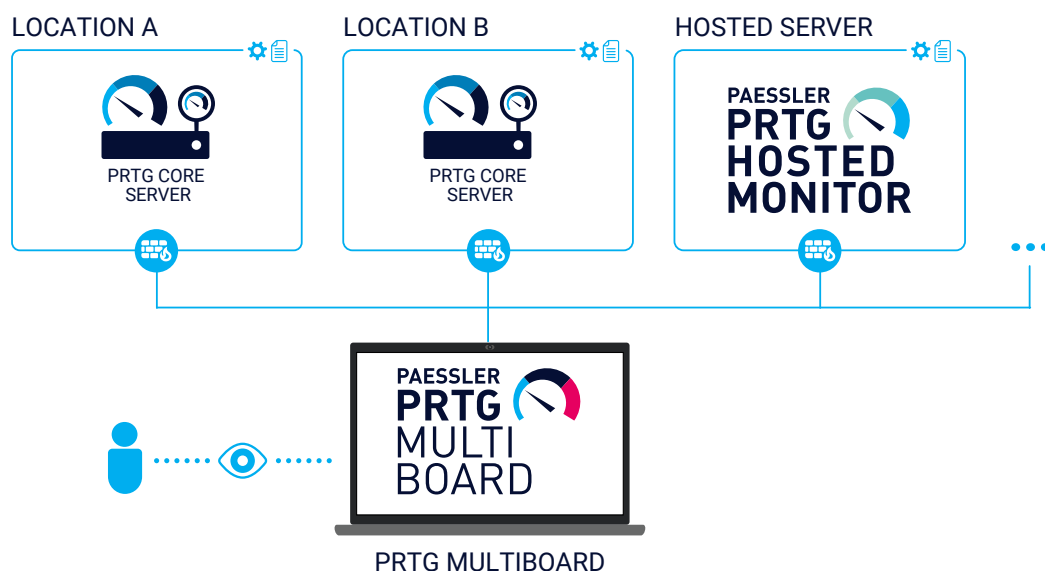 LOCATION A
LOCATION B
HOSTED SERVER
PRTG CORE
SERVER
PRTG CORE
SERVER
PAESSLER
PRTG
HOSTED
MONITOR
PAESSLER
PRTG
MULTI
BOARD
PRTG MULTIBOARD